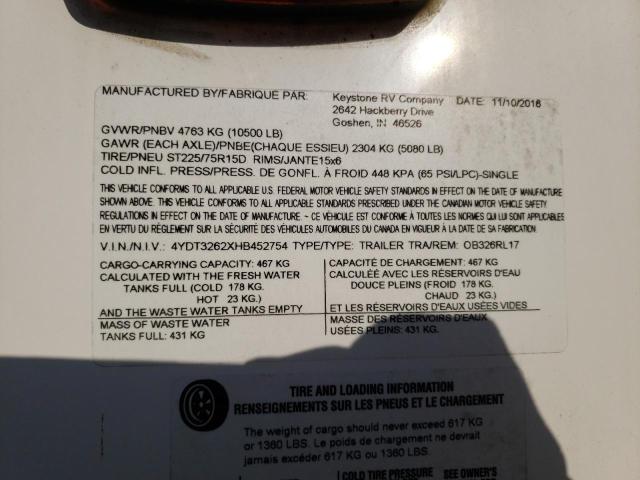 MANUFACTURED BY/FABRIQUE PAR: Keystone RV Company DATE: 11/10/2016
2642 Hackberry Drive
Goshen, IN 46526
GVWR/PNBV 4763 KG (10500 LB)
GAWR (EACH AXLE)/PNBE(CHAQUE ESSIEU) 2304 KG (5080 LB)
TIRE/PNEU ST225/75R15D RIMS/JANTE15x6
COLD INFL. PRESS/PRESS. DE GONFL. À FROID 448 KPA (65 PSI/LPC)-SINGLE
THIS VEHICLE CONFORMS TO ALL APPLICABLE U.S. FEDERAL MOTOR VEHICLE SAFETY STANDARDS IN EFFECT ON THE DATE OF MANUFACTURE
SHOWN ABOVE. THIS VEHICLE CONFORMS TO ALL APPLICABLE STANDARDS PRESCRIBED UNDER THE CANADIAN MOTOR VEHICLE SAFETY
REGULATIONS IN EFFECT ON THE DATE OF MANUFACTURE. ~ CE VÉHICULE EST CONFORME À TOUTES LES NORMES QUI LUI SONT APPLICABLES
EN VERTU DU RÈGLEMENT SUR LA SÉCURITÉ DES VÉHICULES AUTOMOBILES DU CANADA EN VIGUEUR À LA DATE DE SA FABRICATION.
V.I.N./N.I.V.: 4YDT3262XHB452754 TYPE/TYPE: TRAILER TRA/REM: OB326RL17
CARGO-CARRYING CAPACITY: 467 KG
CALCULATED WITH THE FRESH WATER
TANKS FULL (COLD 178 KG.)
HOT 23 KG.)
AND THE WASTE WATER TANKS EMPTY
MASS OF WASTE WATER
TANKS FULL: 431 KG
CAPACITÉ DE CHARGEMENT: 467 KG
CALCULÉE AVEC LES RÉSERVOIRS D'EAU
DOUCE PLEINS (FROID 178 KG.)
CHAUD 23 KG.)
ET LES RÉSERVOIRS D'EAUX USÉES VIDES
MASSE DES RÉSERVOIRS D'EAUX
USÉES PLEINS: 431 KG
TIRE AND LOADING INFORMATION
RENSEIGNEMENTS SUR LES PNEUS ET LE CHARGEMENT
The weight of cargo should never exceed 617 KG
or 1360 LBS. Le poids de chargement ne devrait
jamais excéder 617 KG ou 1360 LBS.
COLD TIRE PRESSURE SEE OWNER'S